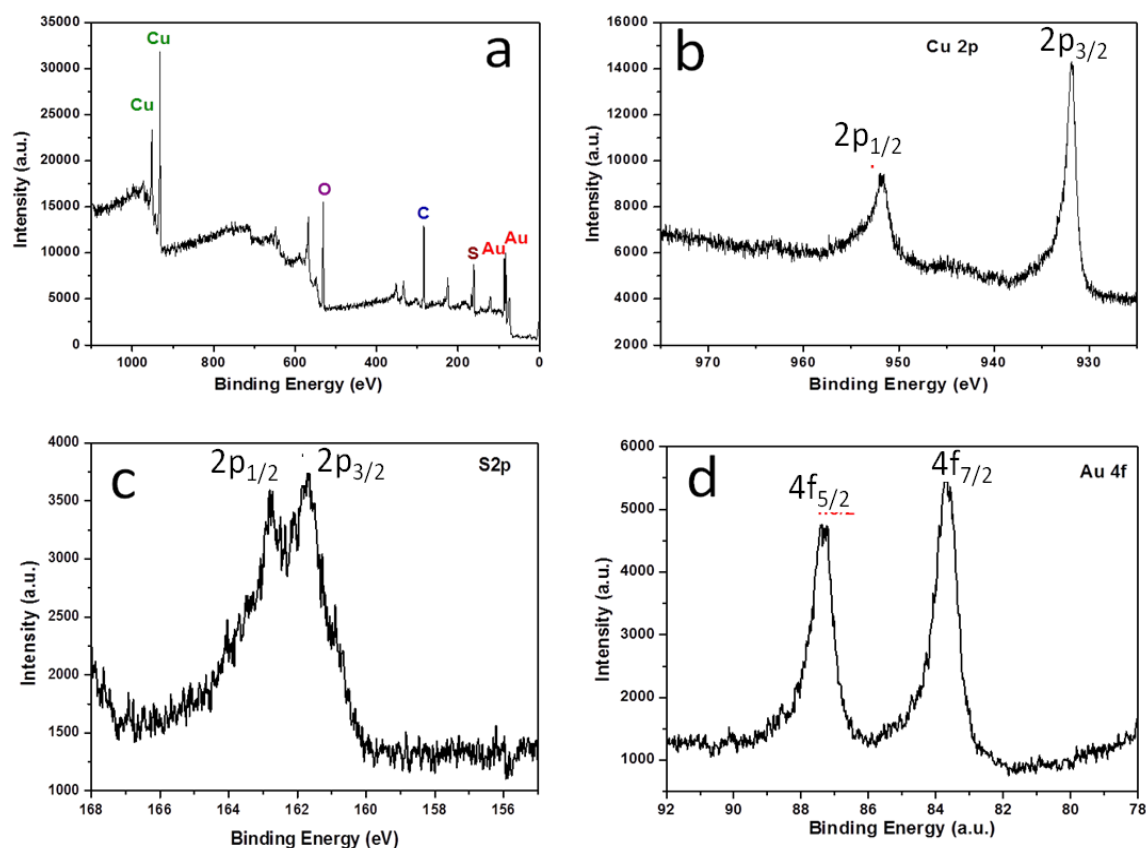 a
Cu
Cu
O
C
S
Au
Au
35000
30000
25000
20000
15000
10000
5000
0
Intensity (a.u.)
1000 800 600 400 200 0
Binding Energy (eV)
b
Cu 2p
2p3/2
2p1/2
16000
14000
12000
10000
8000
6000
4000
2000
Intensity (a.u.)
970 960 950 940 930
Binding Energy (eV)
c
2p1/2
2p3/2
S2p
4000
3500
3000
2500
2000
1500
1000
Intensity (a.u.)
168 166 164 162 160 158 156
Binding Energy (eV)
d
4f5/2
4f7/2
Au 4f
6000
5000
4000
3000
2000
1000
0
Intensity (a.u.)
92 90 88 86 84 82 80 78
Binding Energy (a.u.)